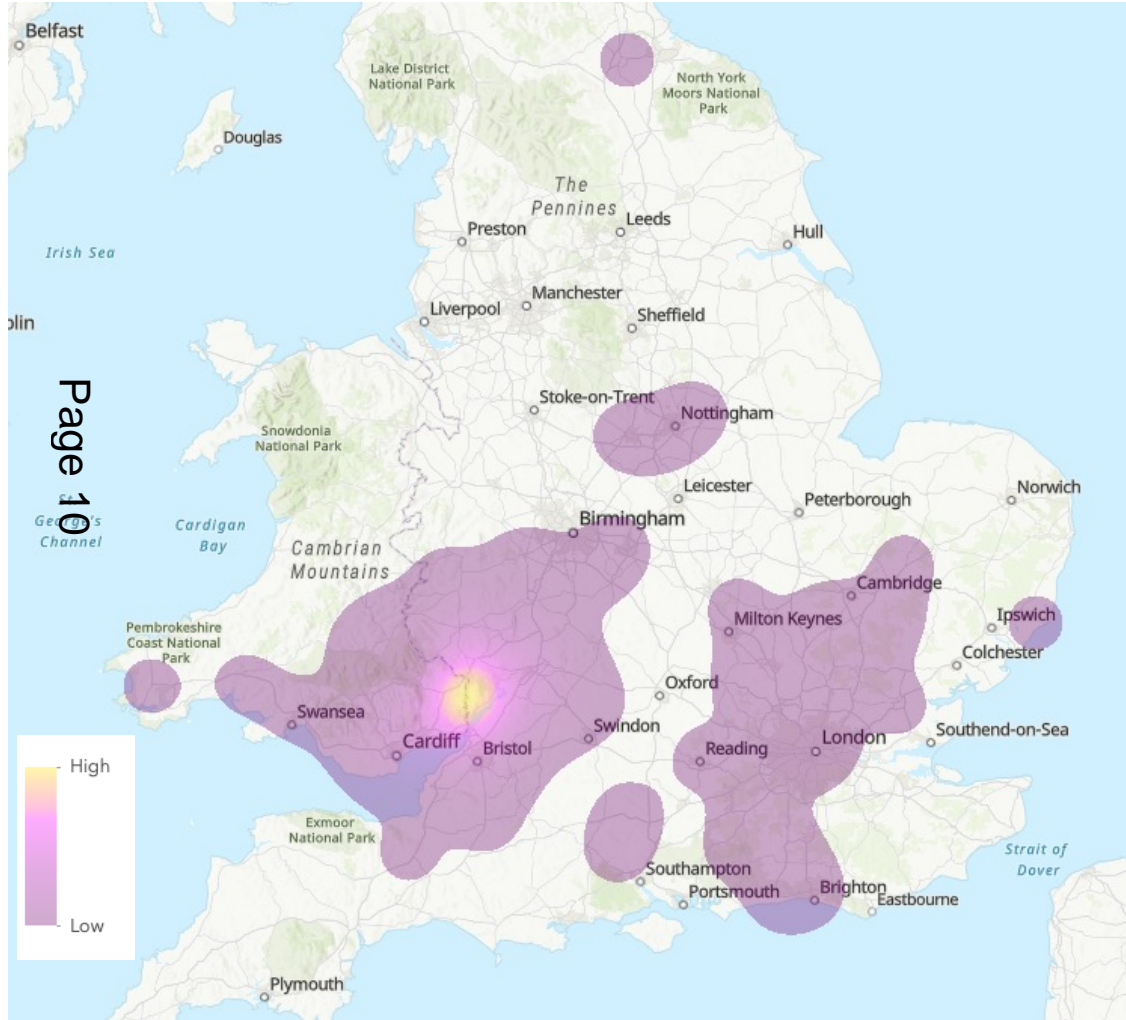 Belfast
Lake District
National Park
North York
Moors National
Park
Douglas
The
Pennines
Leeds
Preston
Hull
Irish Sea
Manchester
Liverpool
Sheffield
olin
Stoke-on-Trent
Nottingham
Snowdonia
National Park
Page 10
Leicester
Norwich
Peterborough
St.
George's
Channel
Cardigan
Bay
Birmingham
Cambrian
Mountains
Cambridge
Milton Keynes
Ipswich
Pembrokeshire
Coast National
Park
Colchester
Oxford
Swansea
Swindon
Southend-on-Sea
Cardiff
Bristol
Reading
London
High
Exmoor
National Park
Strait of
Dover
Southampton
Portsmouth
Brighton
Eastbourne
Low
Plymouth